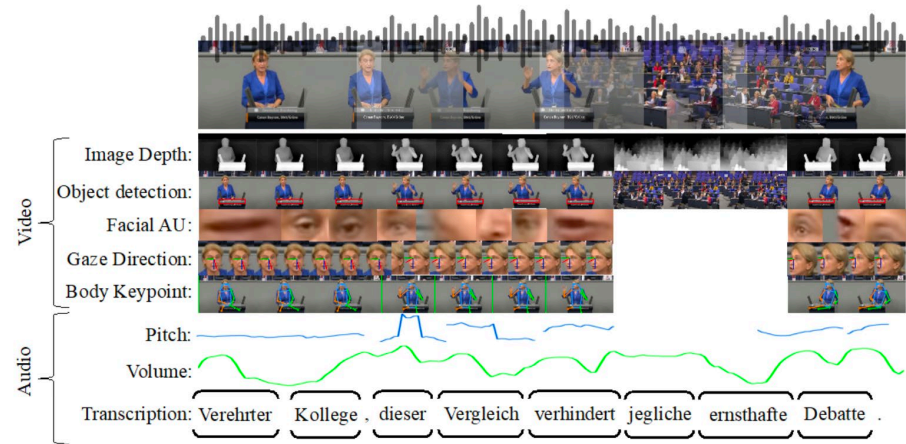 Image Depth:
Object detection:
Facial AU:
Gaze Direction:
Body Keypoint:
Pitch:
Volume:
Transcription: Verehrter Kollege , dieser Vergleich verhindert jegliche ernsthafte Debatte .
Video
Audio